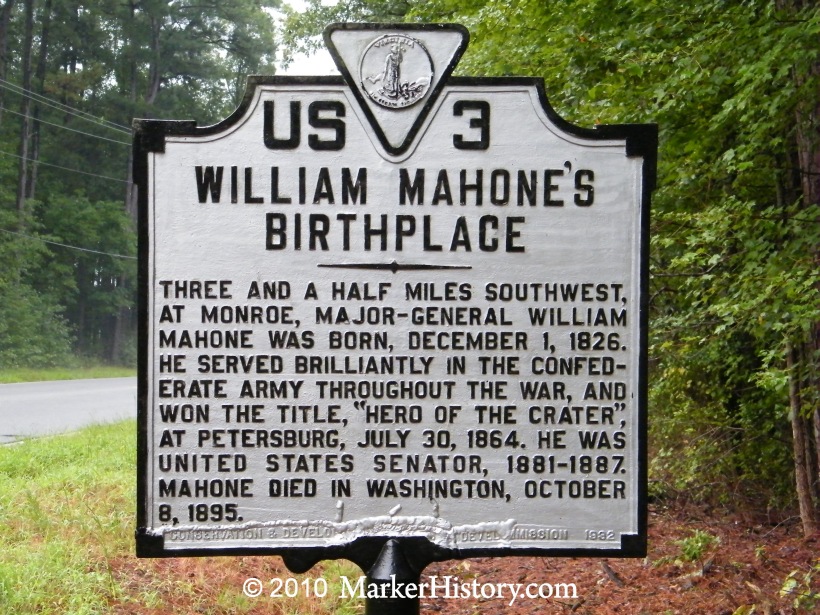 VIRGINIA
US 3
WILLIAM MAHONE'S
BIRTHPLACE
THREE AND A HALF MILES SOUTHWEST,
AT MONROE, MAJOR-GENERAL WILLIAM
MAHONE WAS BORN, DECEMBER 1, 1826.
HE SERVED BRILLIANTLY IN THE CONFED-
ERATE ARMY THROUGHOUT THE WAR, AND
WON THE TITLE, "HERO OF THE CRATER",
AT PETERSBURG, JULY 30, 1864. HE WAS
UNITED STATES SENATOR, 1881-1887.
MAHONE DIED IN WASHINGTON, OCTOBER
8, 1895.
CONSERVATION & 1932
© 2010 MarkerHistory.com